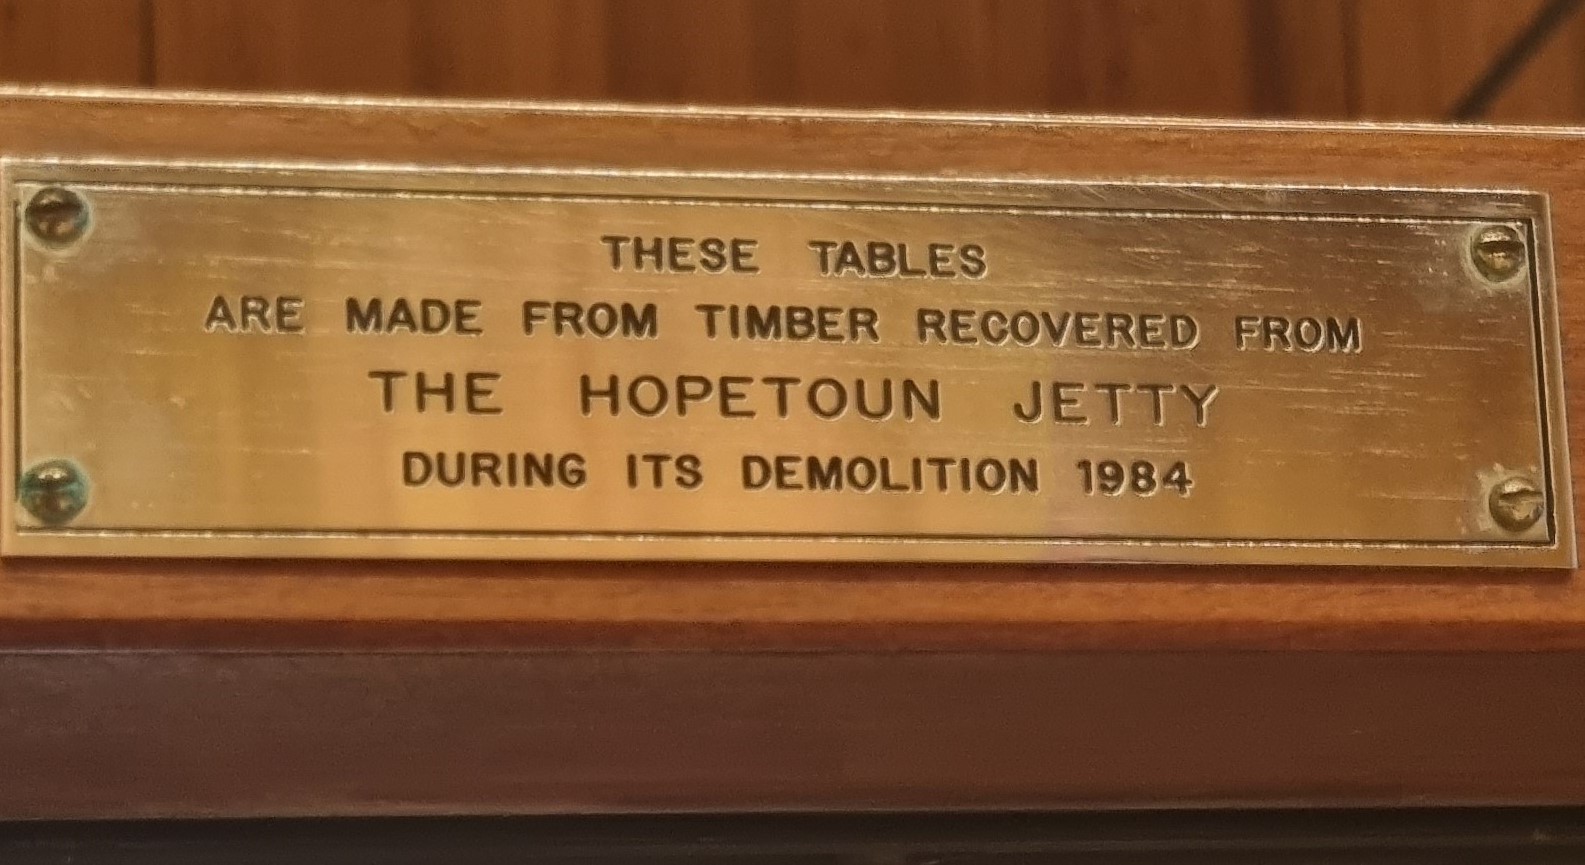 THESE TABLES
ARE MADE FROM TIMBER RECOVERED FROM
THE HOPETOUN JETTY
DURING ITS DEMOLITION 1984